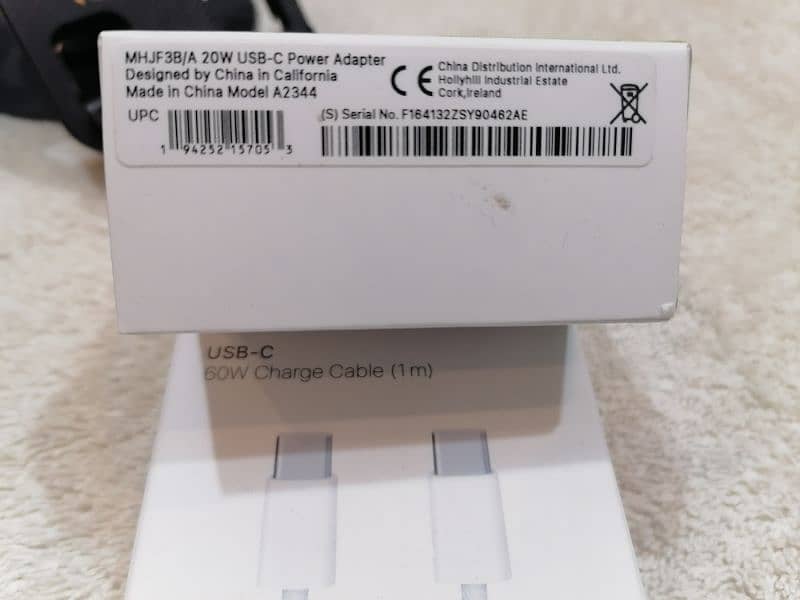 MHJF3B/A 20W USB-C Power Adapter
Designed by China in California
Made in China Model A2344
China Distribution International Ltd.
Hollyhill Industrial Estate
Cork,Ireland
UPC
1 94252 15705 3
(S) Serial No. F164132ZSY90462AE
USB-C
60W Charge Cable (1m)